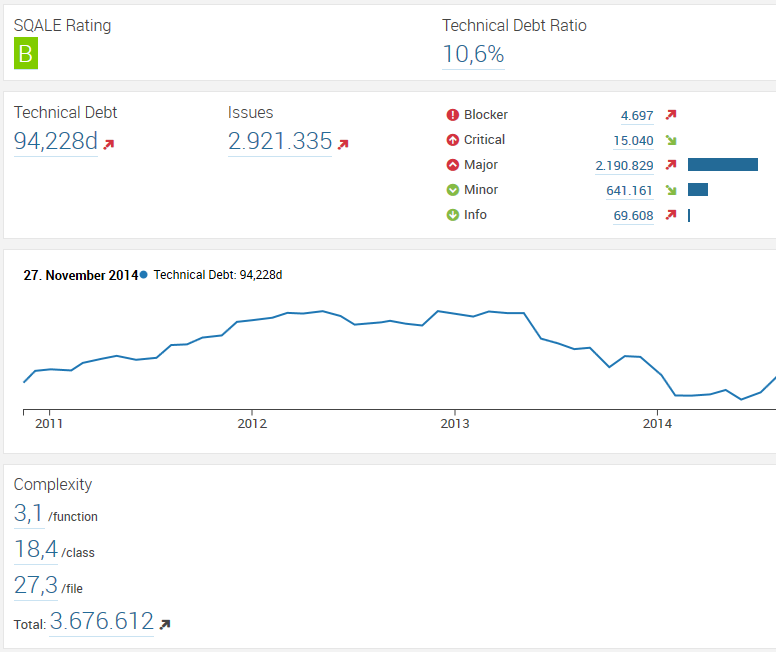 SQALE Rating
B
Technical Debt Ratio
10,6%
Technical Debt
94,228d
Issues
2.921.335
Blocker 4.697
Critical 15.040
Major 2.190.829
Minor 641.161
Info 69.608
27. November 2014 Technical Debt: 94,228d
2011 2012 2013 2014
Complexity
3,1 /function
18,4 /class
27,3 /file
Total: 3.676.612